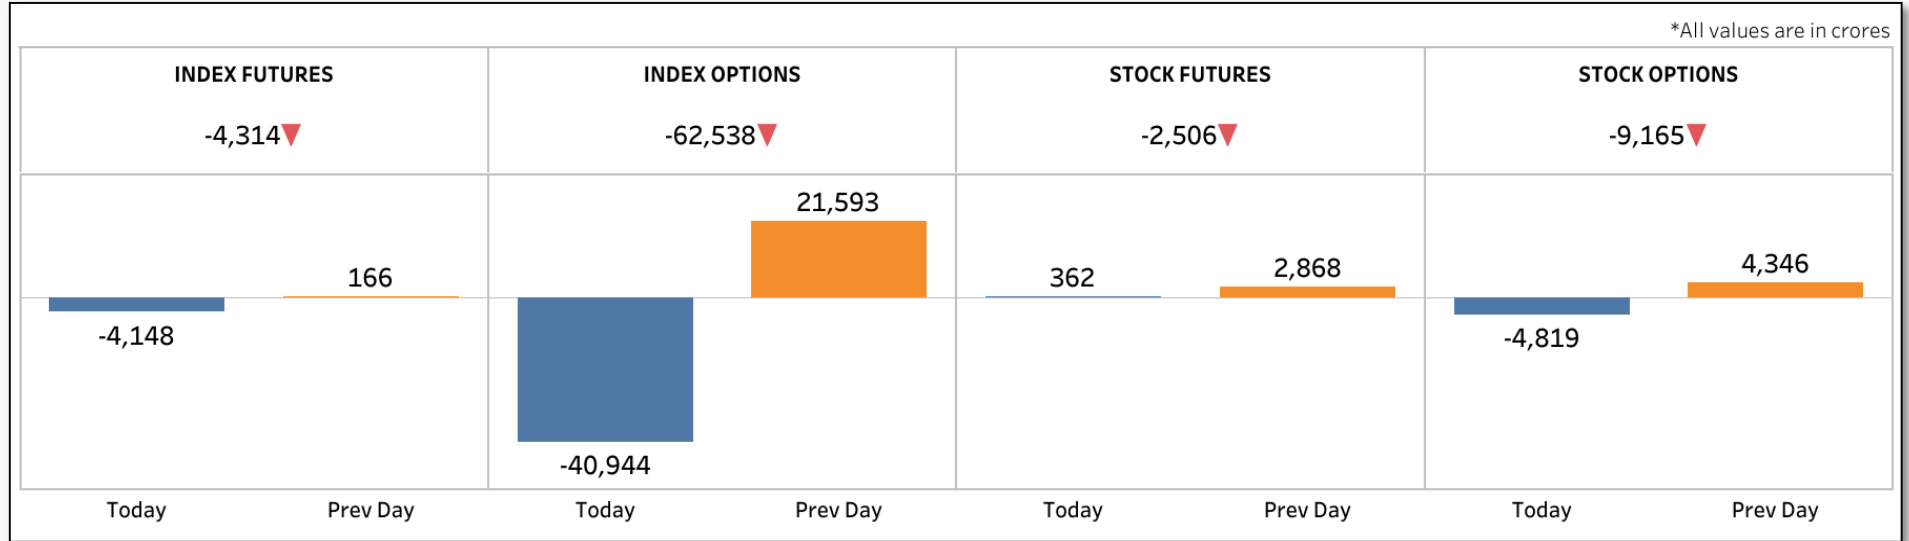 *All values are in crores
INDEX FUTURES
-4,314▼
INDEX OPTIONS
-62,538▼
STOCK FUTURES
-2,506▼
STOCK OPTIONS
-9,165▼
-4,148
166
-40,944
21,593
362
2,868
-4,819
4,346
Today
Prev Day
Today
Prev Day
Today
Prev Day
Today
Prev Day